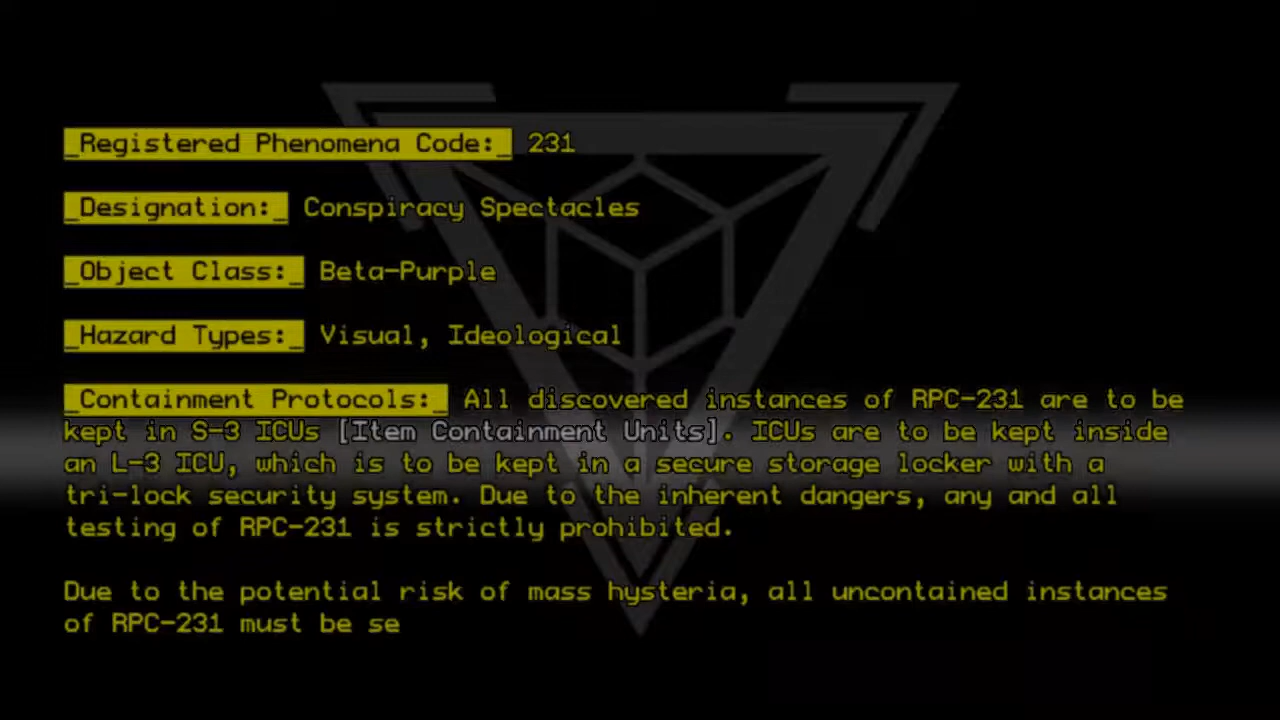 _Registered Phenomena Code:_ 231
_Designation:_ Conspiracy Spectacles
_Object Class:_ Beta-Purple
_Hazard Types:_ Visual, Ideological
_Containment Protocols:_ All discovered instances of RPC-231 are to be
kept in S-3 ICUs [Item Containment Units]. ICUs are to be kept inside
an L-3 ICU, which is to be kept in a secure storage locker with a
tri-lock security system. Due to the inherent dangers, any and all
testing of RPC-231 is strictly prohibited.
Due to the potential risk of mass hysteria, all uncontained instances
of RPC-231 must be se